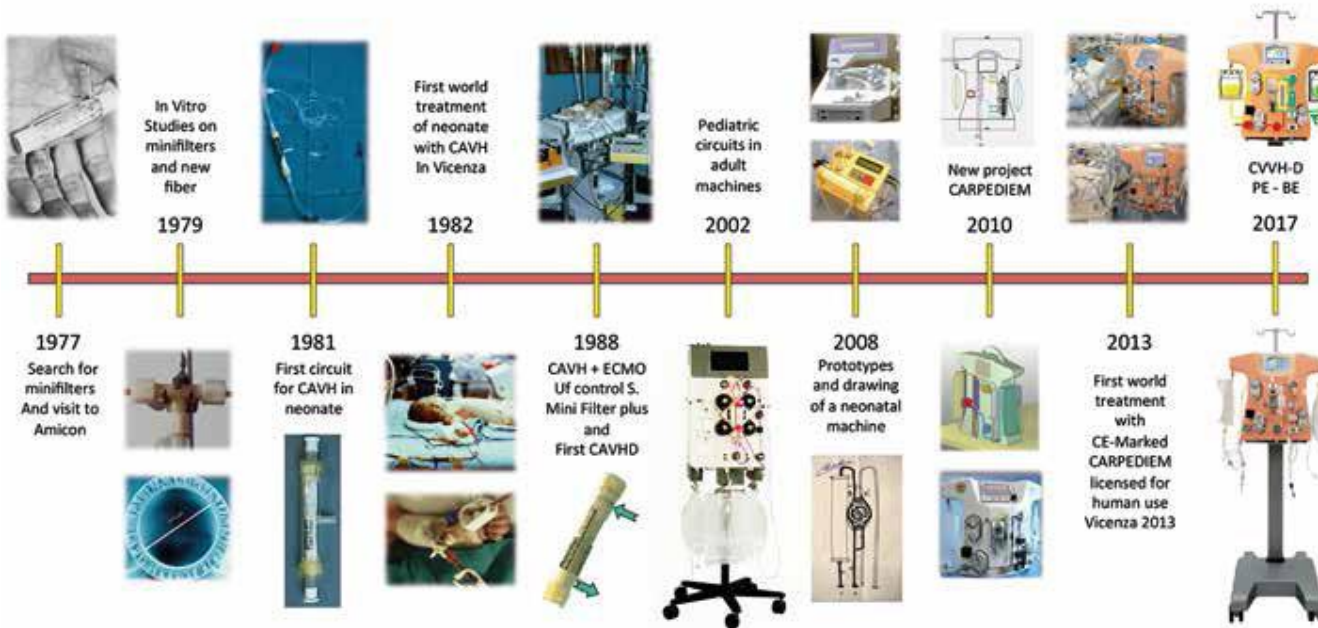 In Vitro
Studies on
minifilters
and new
fiber
1979
First world
treatment
of neonate
with CAVH
In Vicenza
1982
Pediatric
circuits in
adult
machines
2002
New project
CARPEDIEM
2010
CVVH-D
PE - BE
2017
1977
Search for
minifilters
And visit to
Amicon
1981
First circuit
for CAVH in
neonate
1988
CAVH + ECMO
Uf control S.
Mini Filter plus
and
First CAVHD
2008
Prototypes
and drawing
of a neonatal
machine
2013
First world
treatment
with
CE-Marked
CARPEDIEM
licensed for
human use
Vicenza 2013